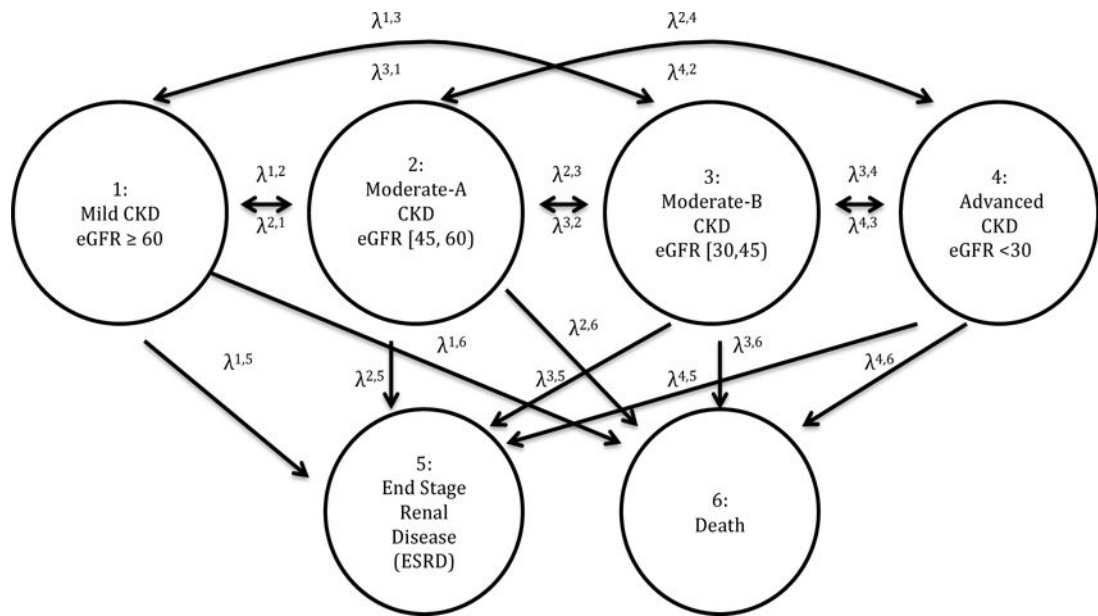 λ1,3
λ2,4
λ3,1
λ4,2
1:
Mild CKD
eGFR ≥ 60
λ1,2
λ2,1
2:
Moderate-A
CKD
eGFR [45, 60)
λ2,3
λ3,2
3:
Moderate-B
CKD
eGFR [30,45)
λ3,4
λ4,3
4:
Advanced
CKD
eGFR <30
λ1,5
λ2,5
λ1,6
λ3,5
λ2,6
λ4,5
λ3,6
λ4,6
5:
End Stage
Renal
Disease
(ESRD)
6:
Death